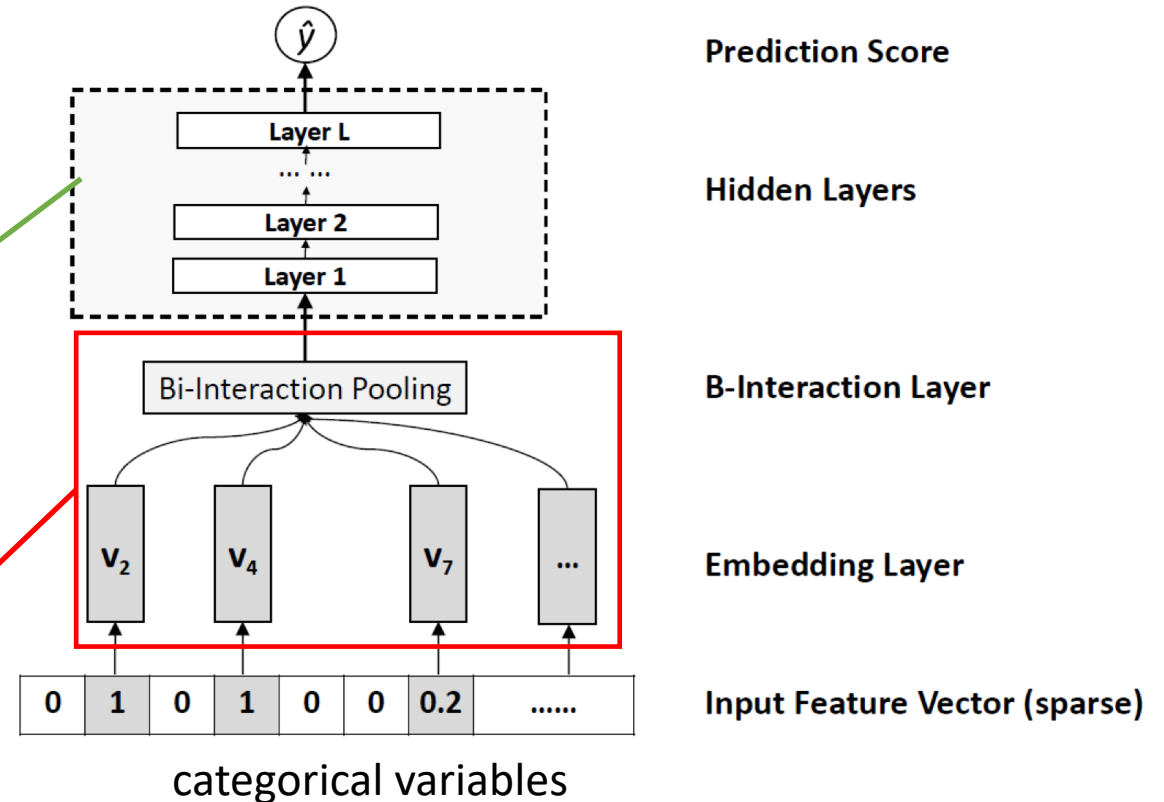 ŷ
Prediction Score
Layer L
... ...
Hidden Layers
Layer 2
Layer 1
Bi-Interaction Pooling
B-Interaction Layer
V2 V4 V7 ...
Embedding Layer
0 1 0 1 0 0 0.2 ......
Input Feature Vector (sparse)
categorical variables